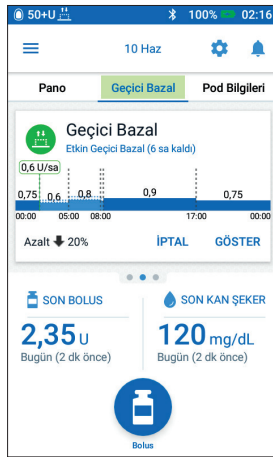 50+U 100% 02:16
10 Haz
Pano Geçici Bazal Pod Bilgileri
Geçici Bazal
Etkin Geçici Bazal (6 sa kaldı)
0,6 U/sa
0,75 0,6 0,8 0,9 0,75
00:00 05:00 08:00 17:00 00:00
Azalt 20% İPTAL GÖSTER
SON BOLUS SON KAN ŞEKER
2,35 U 120 mg/dL
Bugün (2 dk önce) Bugün (2 dk önce)
Bolus